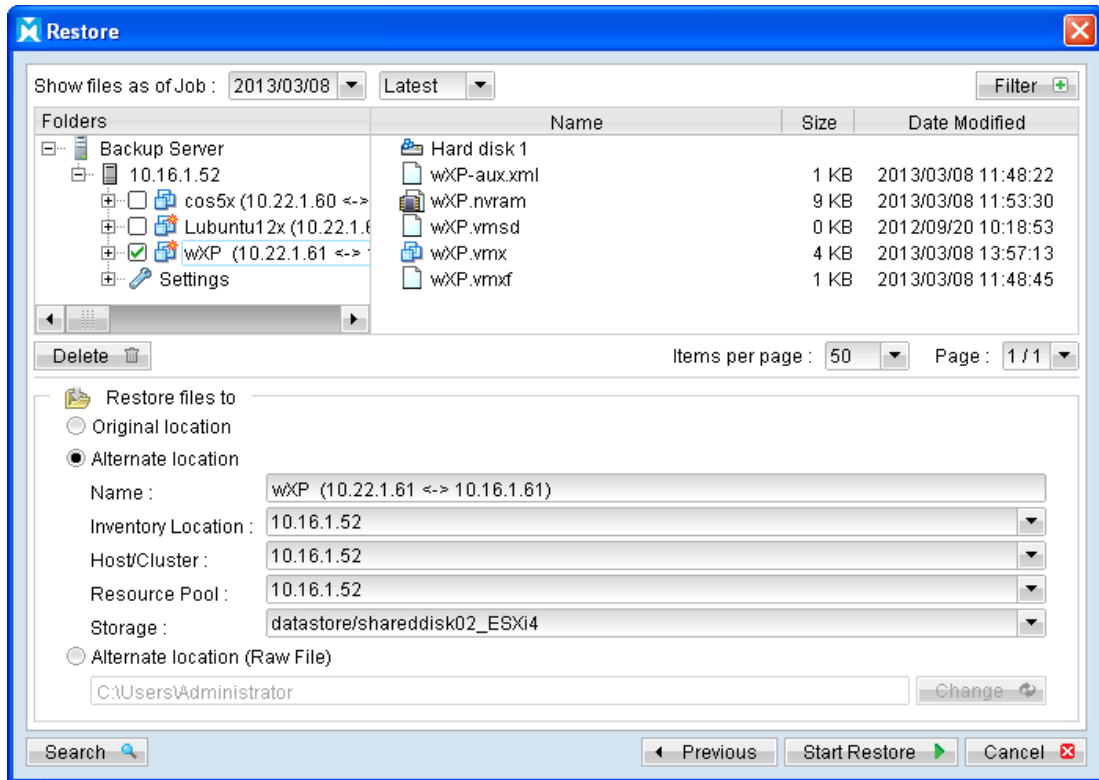 Restore
Show files as of Job : 2013/03/08 Latest Filter
Folders Name Size Date Modified
Backup Server Hard disk 1
10.16.1.52 wXP-aux.xml 1 KB 2013/03/08 11:48:22
cos5x (10.22.1.60 <-> wXP.nvram 9 KB 2013/03/08 11:53:30
Lubuntu12x (10.22.1.6 wXP.vmsd 0 KB 2012/09/20 10:18:53
wXP (10.22.1.61 <-> wXP.vmx 4 KB 2013/03/08 13:57:13
Settings wXP.vmxf 1 KB 2013/03/08 11:48:45
Delete Items per page : 50 Page : 1 / 1
Restore files to
Original location
Alternate location
Name : wXP (10.22.1.61 <-> 10.16.1.61)
Inventory Location : 10.16.1.52
Host/Cluster : 10.16.1.52
Resource Pool : 10.16.1.52
Storage : datastore/shareddisk02_ESXi4
Alternate location (Raw File)
C:\Users\Administrator Change
Search Previous Start Restore Cancel